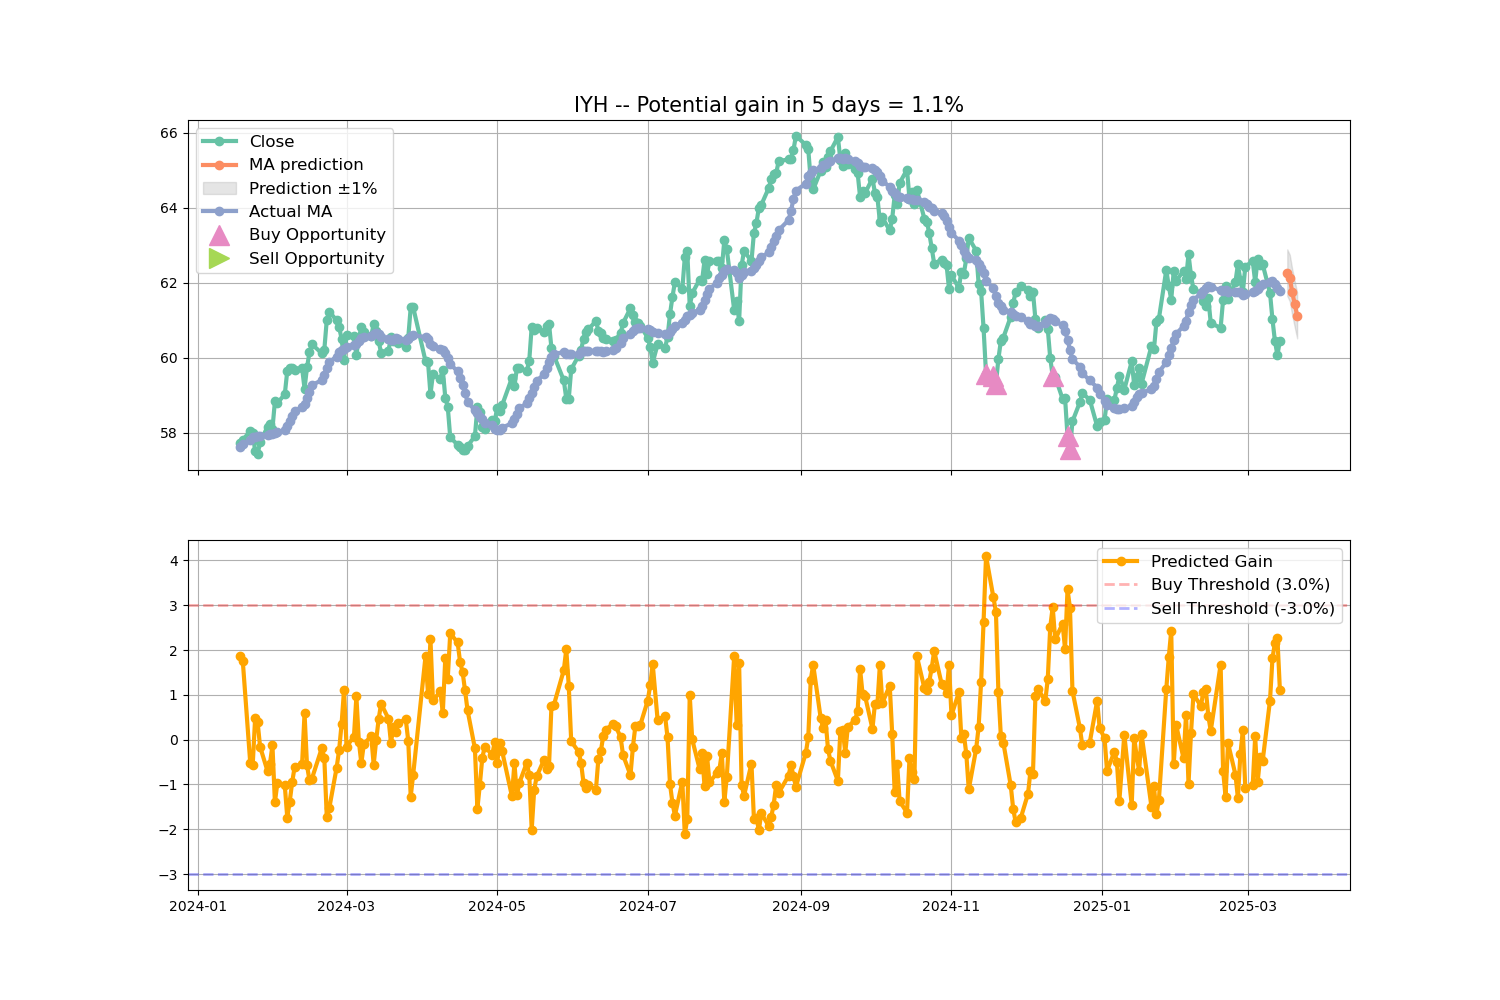 IYH -- Potential gain in 5 days = 1.1%
66
64
62
60
58
Close
MA prediction
Prediction ±1%
Actual MA
Buy Opportunity
Sell Opportunity
4
3
2
1
0
−1
−2
−3
Predicted Gain
Buy Threshold (3.0%)
Sell Threshold (-3.0%)
2024-01
2024-03
2024-05
2024-07
2024-09
2024-11
2025-01
2025-03